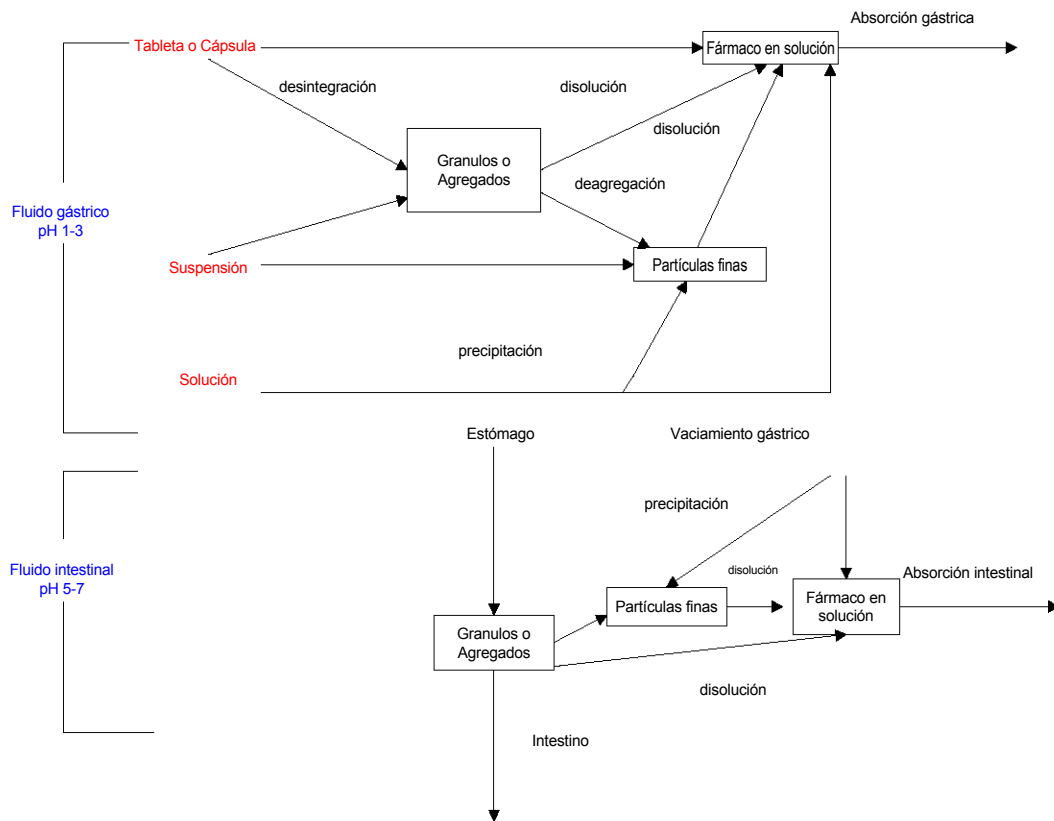 Absorción gástrica
Tableta o Cápsula
Fármaco en solución
desintegración
disolución
disolución
Granulos o
Agregados
deagregación
Fluido gástrico
pH 1-3
Suspensión
Partículas finas
precipitación
Solución
Estómago
Vaciamiento gástrico
precipitación
Fluido intestinal
pH 5-7
disolución
Absorción intestinal
Partículas finas
Fármaco en
solución
Granulos o
Agregados
disolución
Intestino